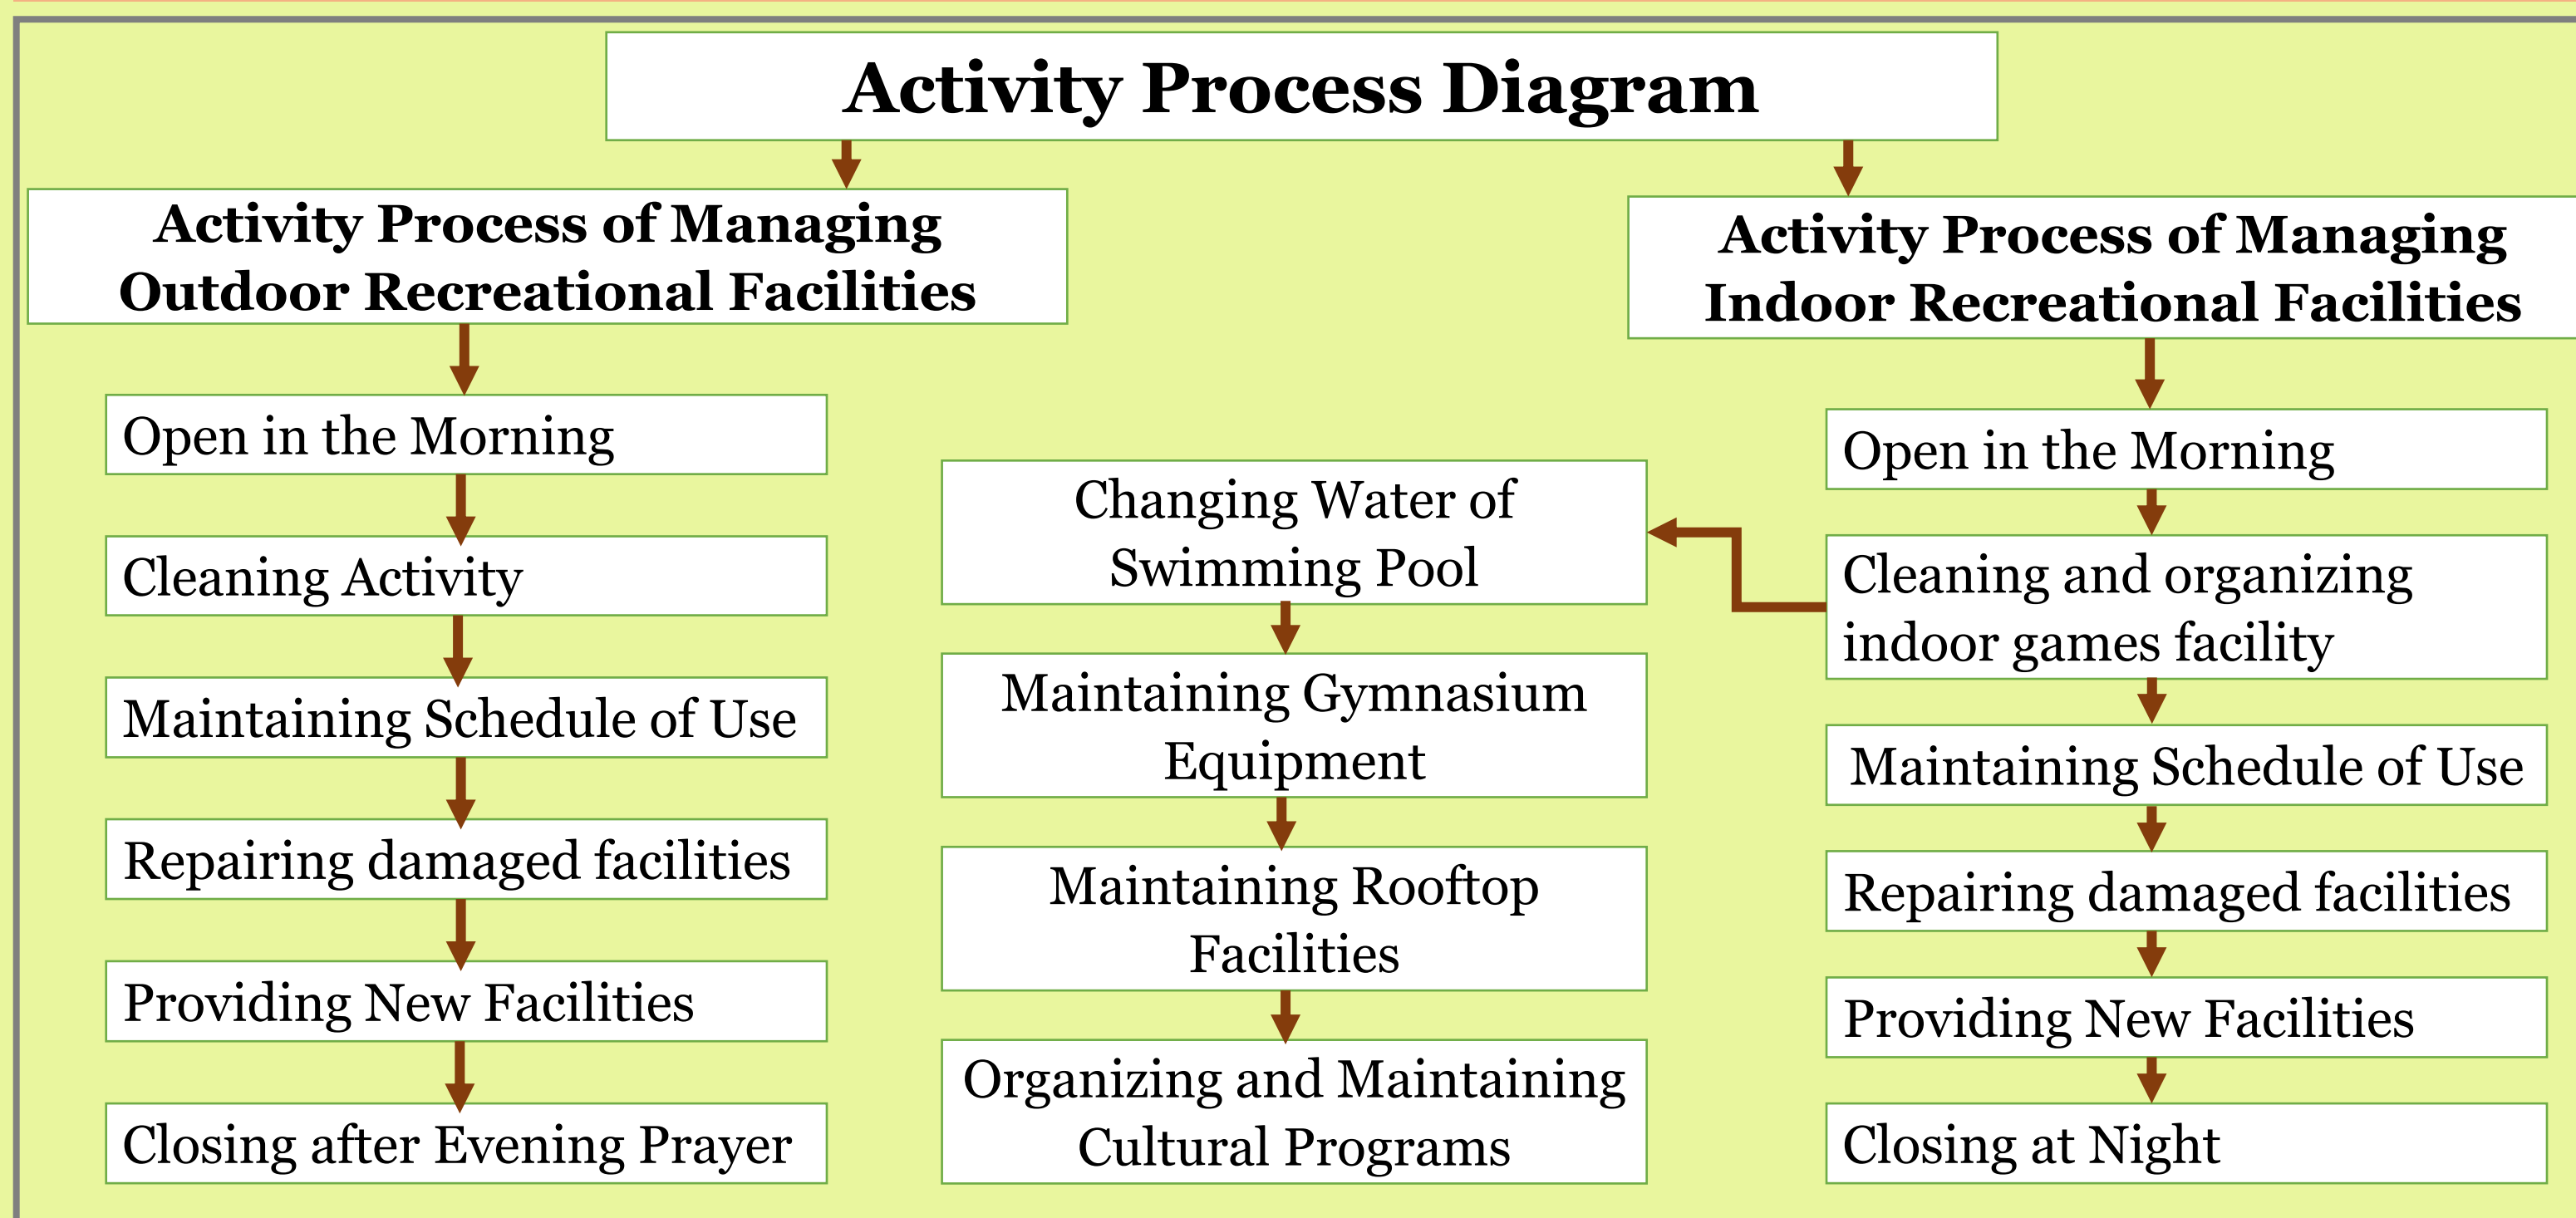 Activity Process Diagram
Activity Process of Managing
Outdoor Recreational Facilities
Open in the Morning
Cleaning Activity
Maintaining Schedule of Use
Repairing damaged facilities
Providing New Facilities
Closing after Evening Prayer
Activity Process of Managing
Indoor Recreational Facilities
Open in the Morning
Cleaning and organizing
indoor games facility
Maintaining Schedule of Use
Repairing damaged facilities
Providing New Facilities
Closing at Night
Changing Water of
Swimming Pool
Maintaining Gymnasium
Equipment
Maintaining Rooftop
Facilities
Organizing and Maintaining
Cultural Programs